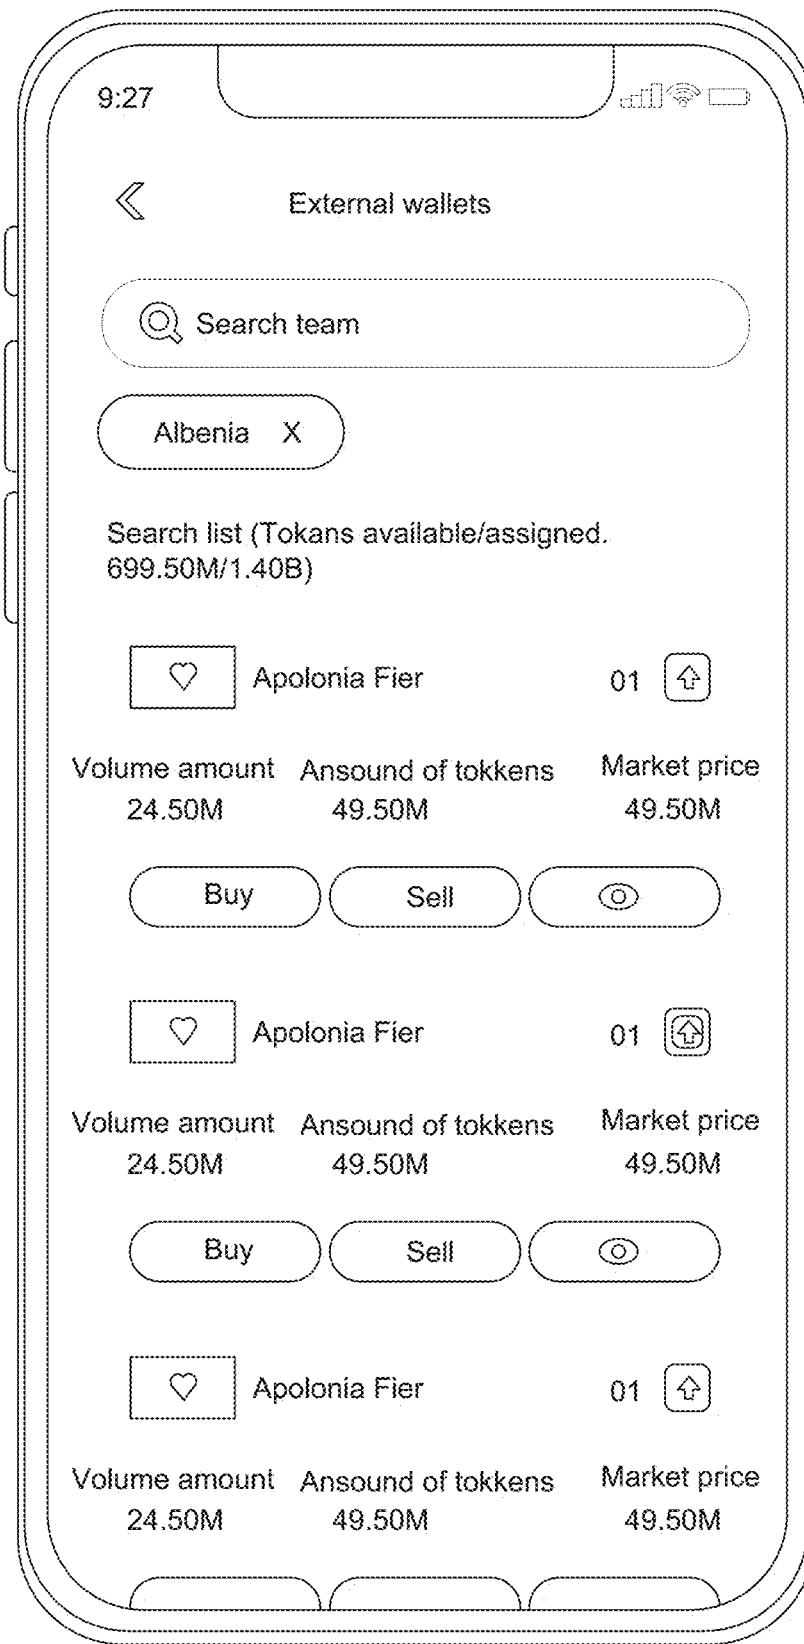 9:27
External wallets
Search team
Albenia X
Search list (Tokans available/assigned.
699.50M/1.40B)
Apolonia Fier 01
Volume amount Ansound of tokkens Market price
24.50M 49.50M 49.50M
Buy Sell
Apolonia Fier 01
Volume amount Ansound of tokkens Market price
24.50M 49.50M 49.50M
Buy Sell
Apolonia Fier 01
Volume amount Ansound of tokkens Market price
24.50M 49.50M 49.50M